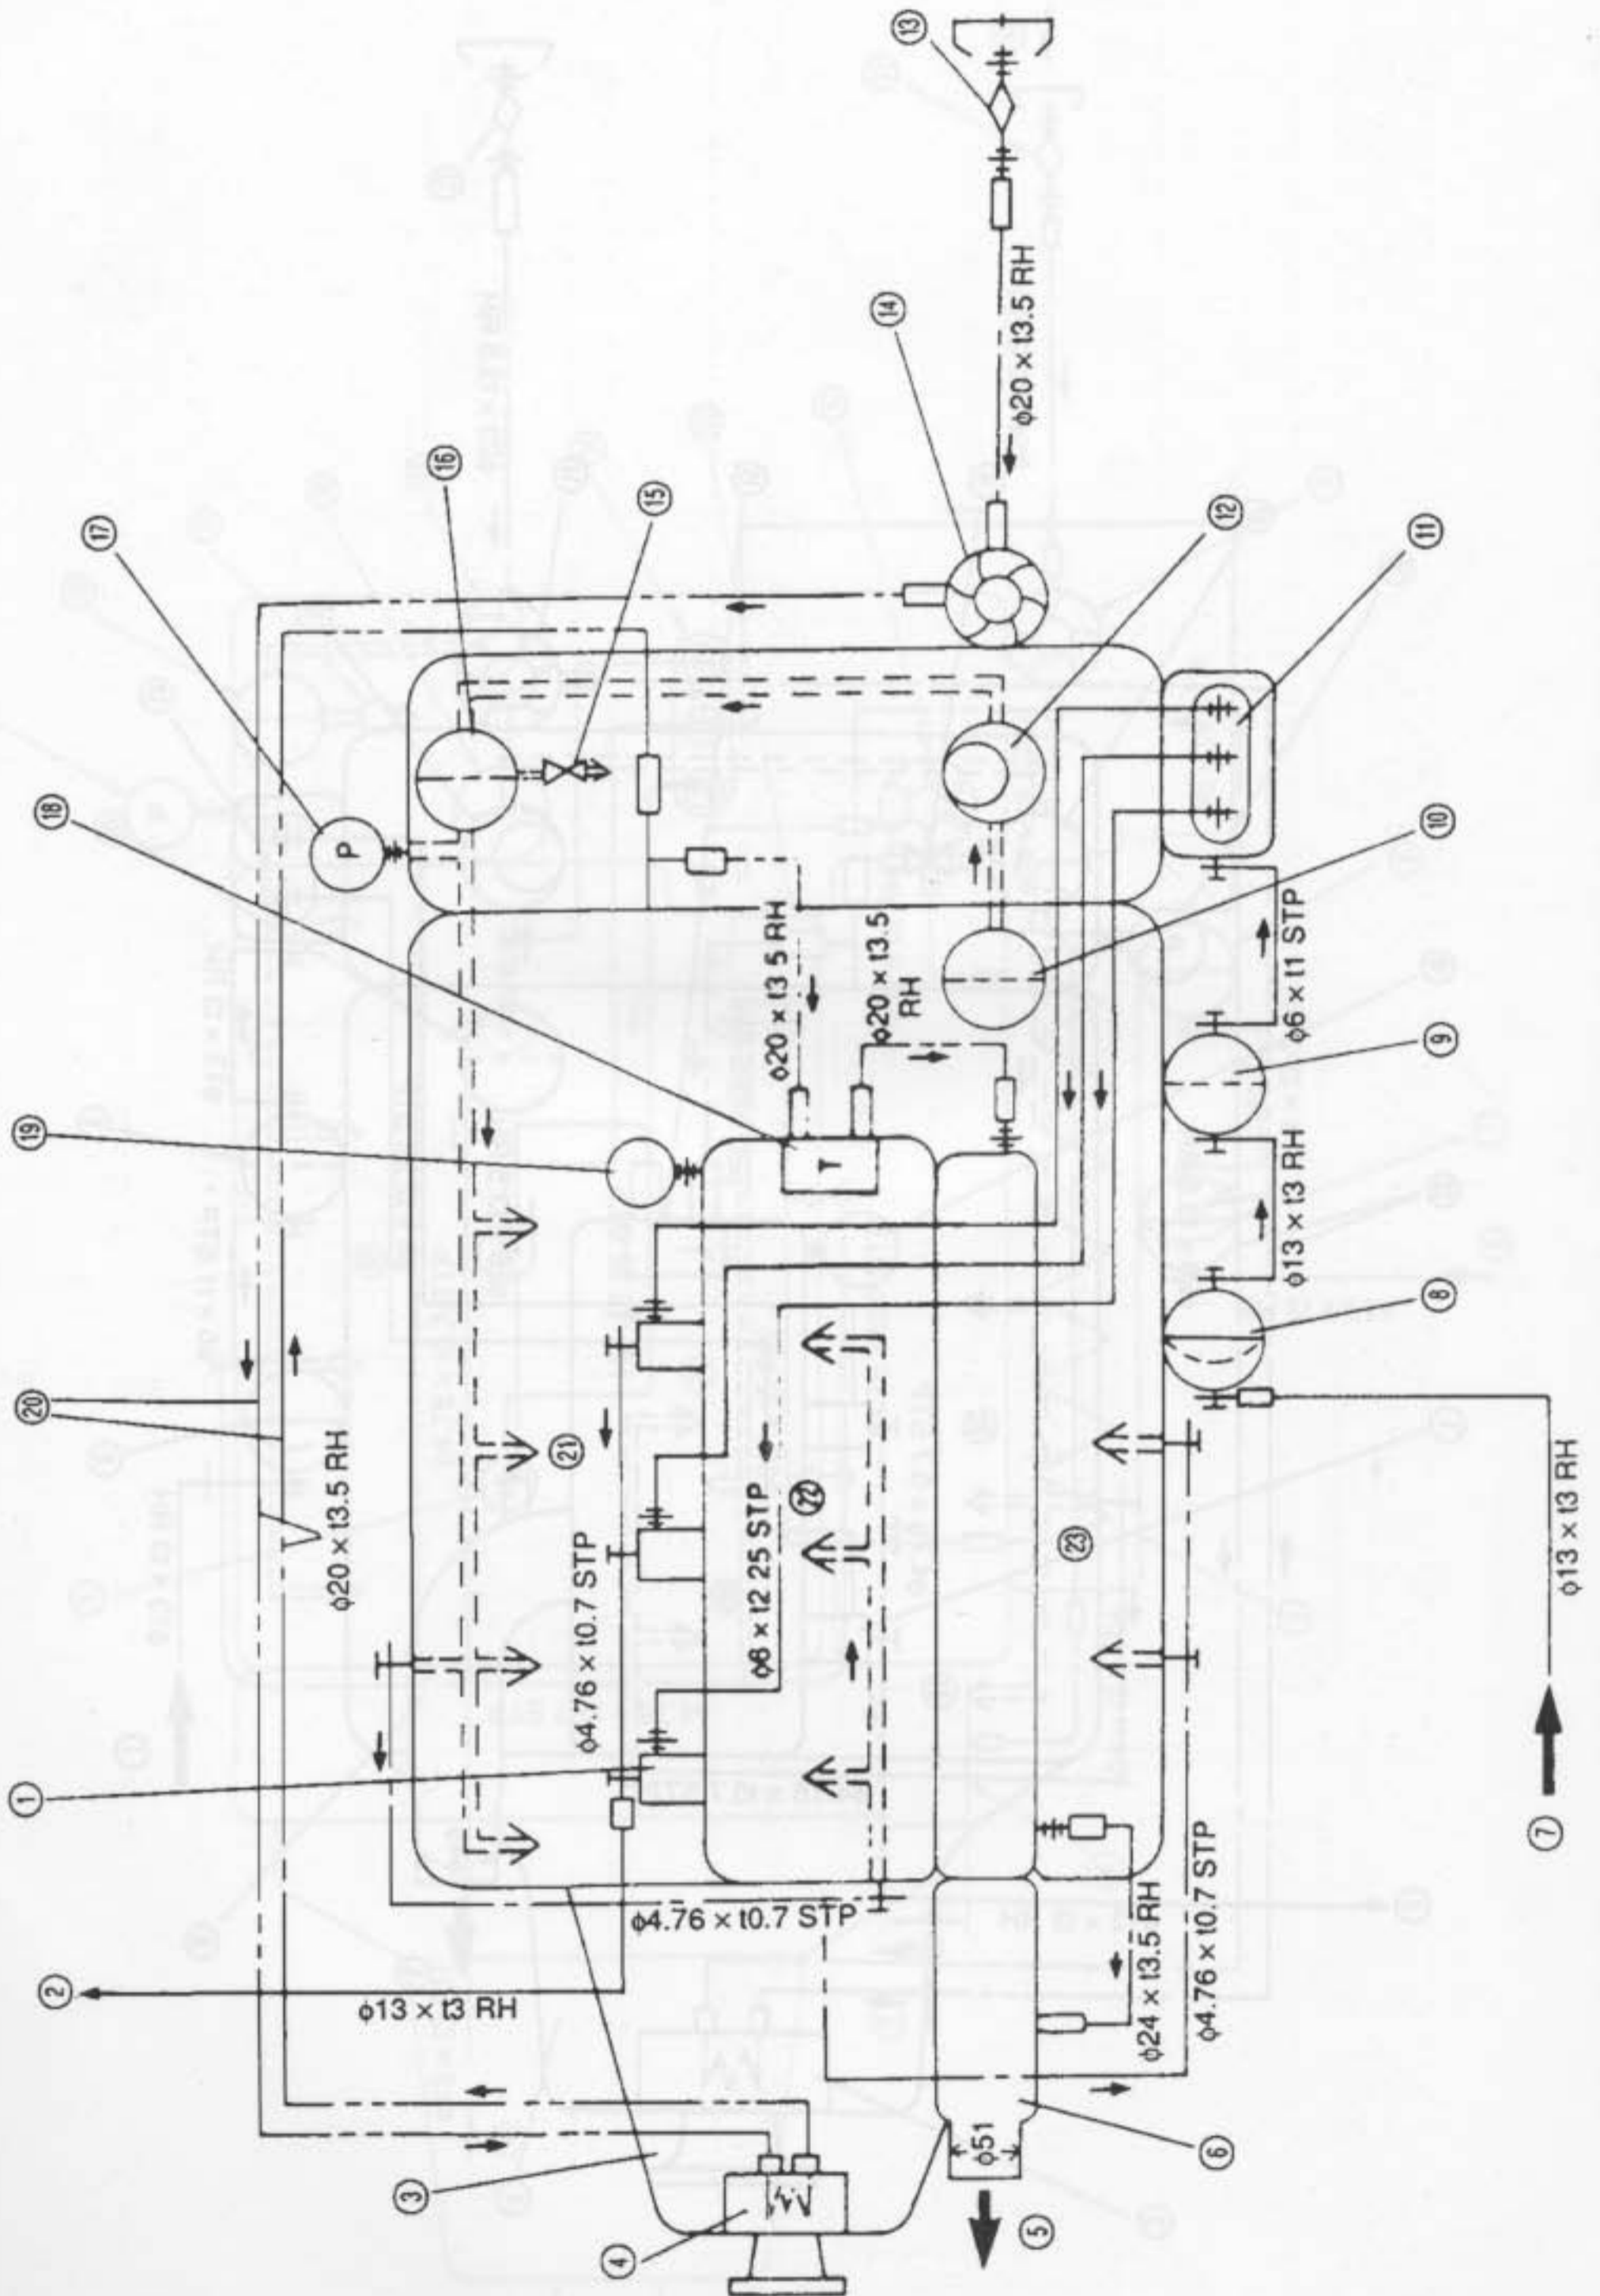 ①
⑳
⑲
⑱
②
⑰
φ20 × t3.5 RH
P
③
φ13 × t3 RH
⑯
㉑
φ4.76 × t0.7 STP
④
⑮
φ4.76 × t0.7 STP
φ6 × t2 25 STP
φ20 × t3 5 RH
㉒
T
φ20 × t3.5
RH
⑭
⑬
φ51
φ20 × t3.5 RH
⑤
㉓
φ24 × t3.5 RH
φ4.76 × t0.7 STP
⑥
⑫
φ13 × t3 RH
φ6 × t1 STP
⑧
⑨
⑩
⑪
⑦
φ13 × t3 RH